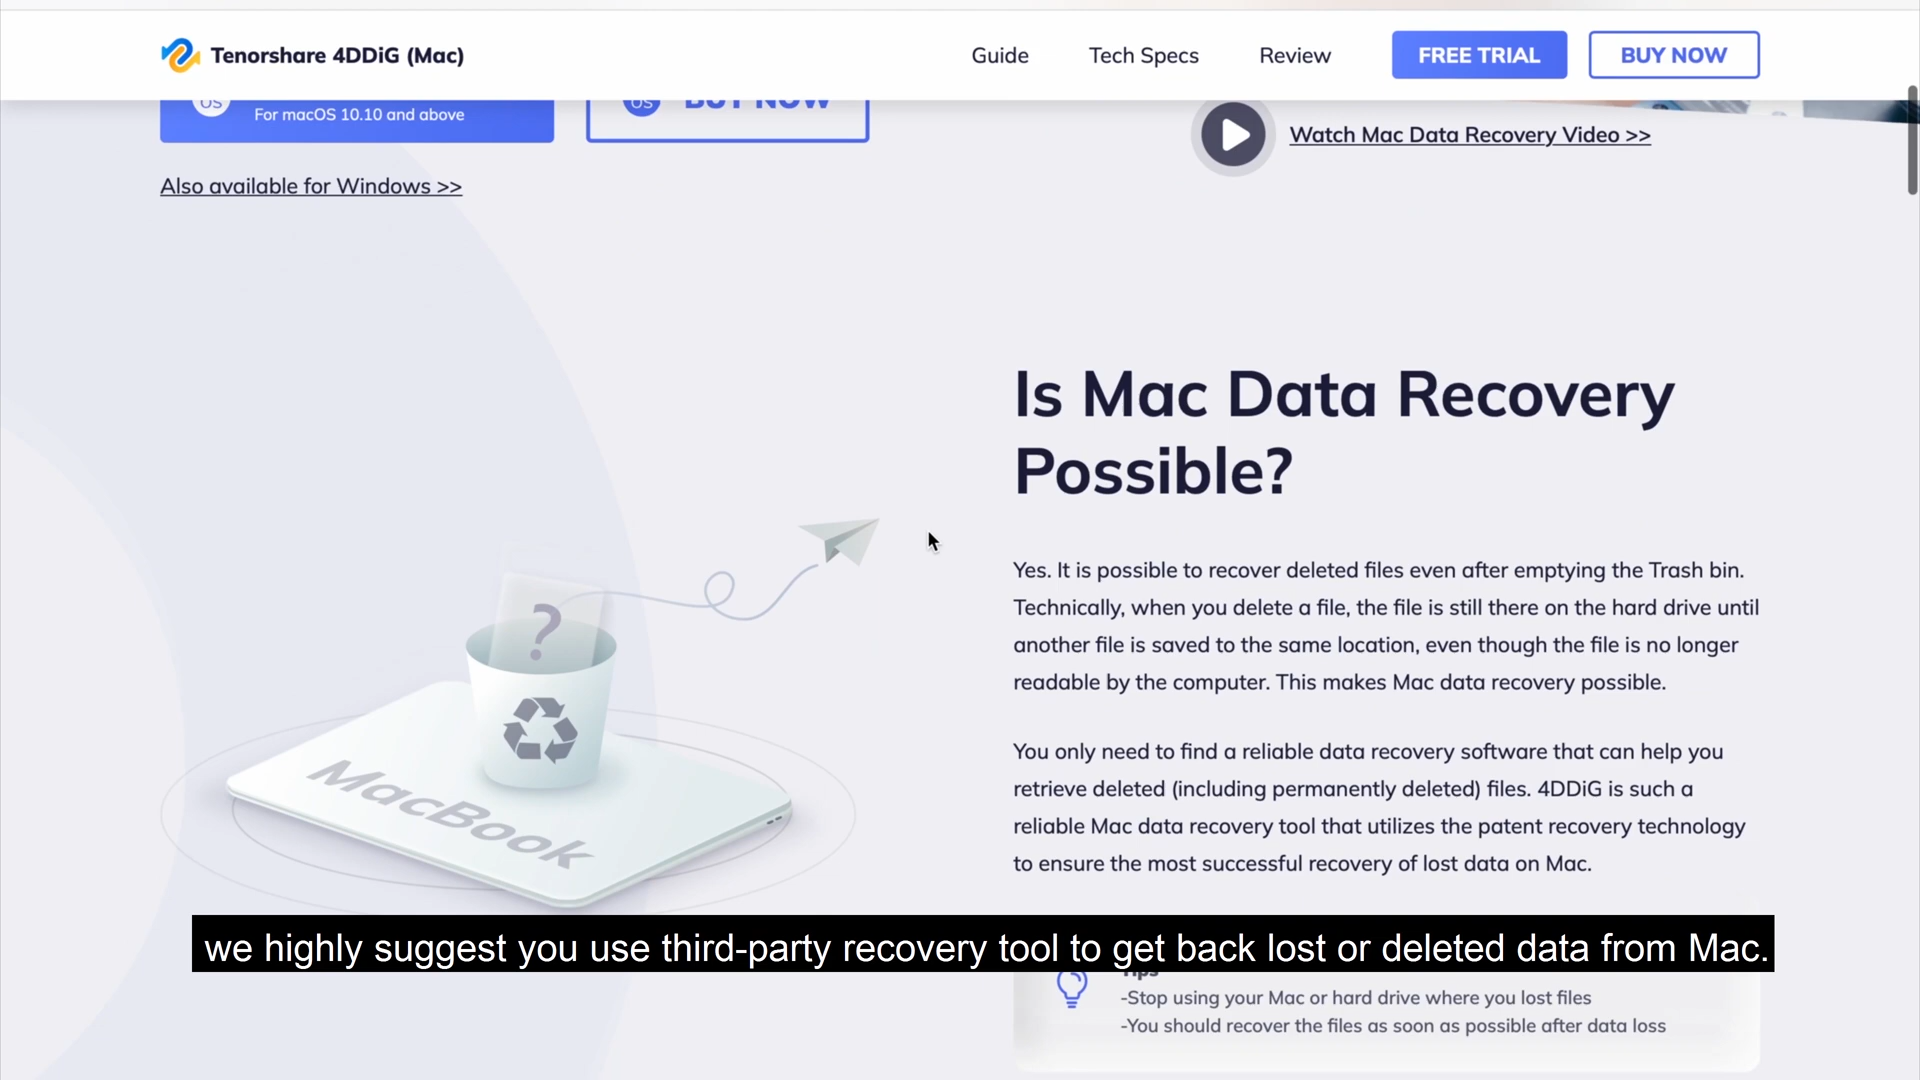 Tenorshare 4DDiG (Mac)
Guide
Tech Specs
Review
FREE TRIAL
BUY NOW
OS
For macOS 10.10 and above
OS
BUY NOW
Watch Mac Data Recovery Video >>
Also available for Windows >>
Is Mac Data Recovery
Possible?
?
MacBook
Yes. It is possible to recover deleted files even after emptying the Trash bin.
Technically, when you delete a file, the file is still there on the hard drive until
another file is saved to the same location, even though the file is no longer
readable by the computer. This makes Mac data recovery possible.
You only need to find a reliable data recovery software that can help you
retrieve deleted (including permanently deleted) files. 4DDiG is such a
reliable Mac data recovery tool that utilizes the patent recovery technology
to ensure the most successful recovery of lost data on Mac.
we highly suggest you use third-party recovery tool to get back lost or deleted data from Mac.
Tips
-Stop using your Mac or hard drive where you lost files
-You should recover the files as soon as possible after data loss